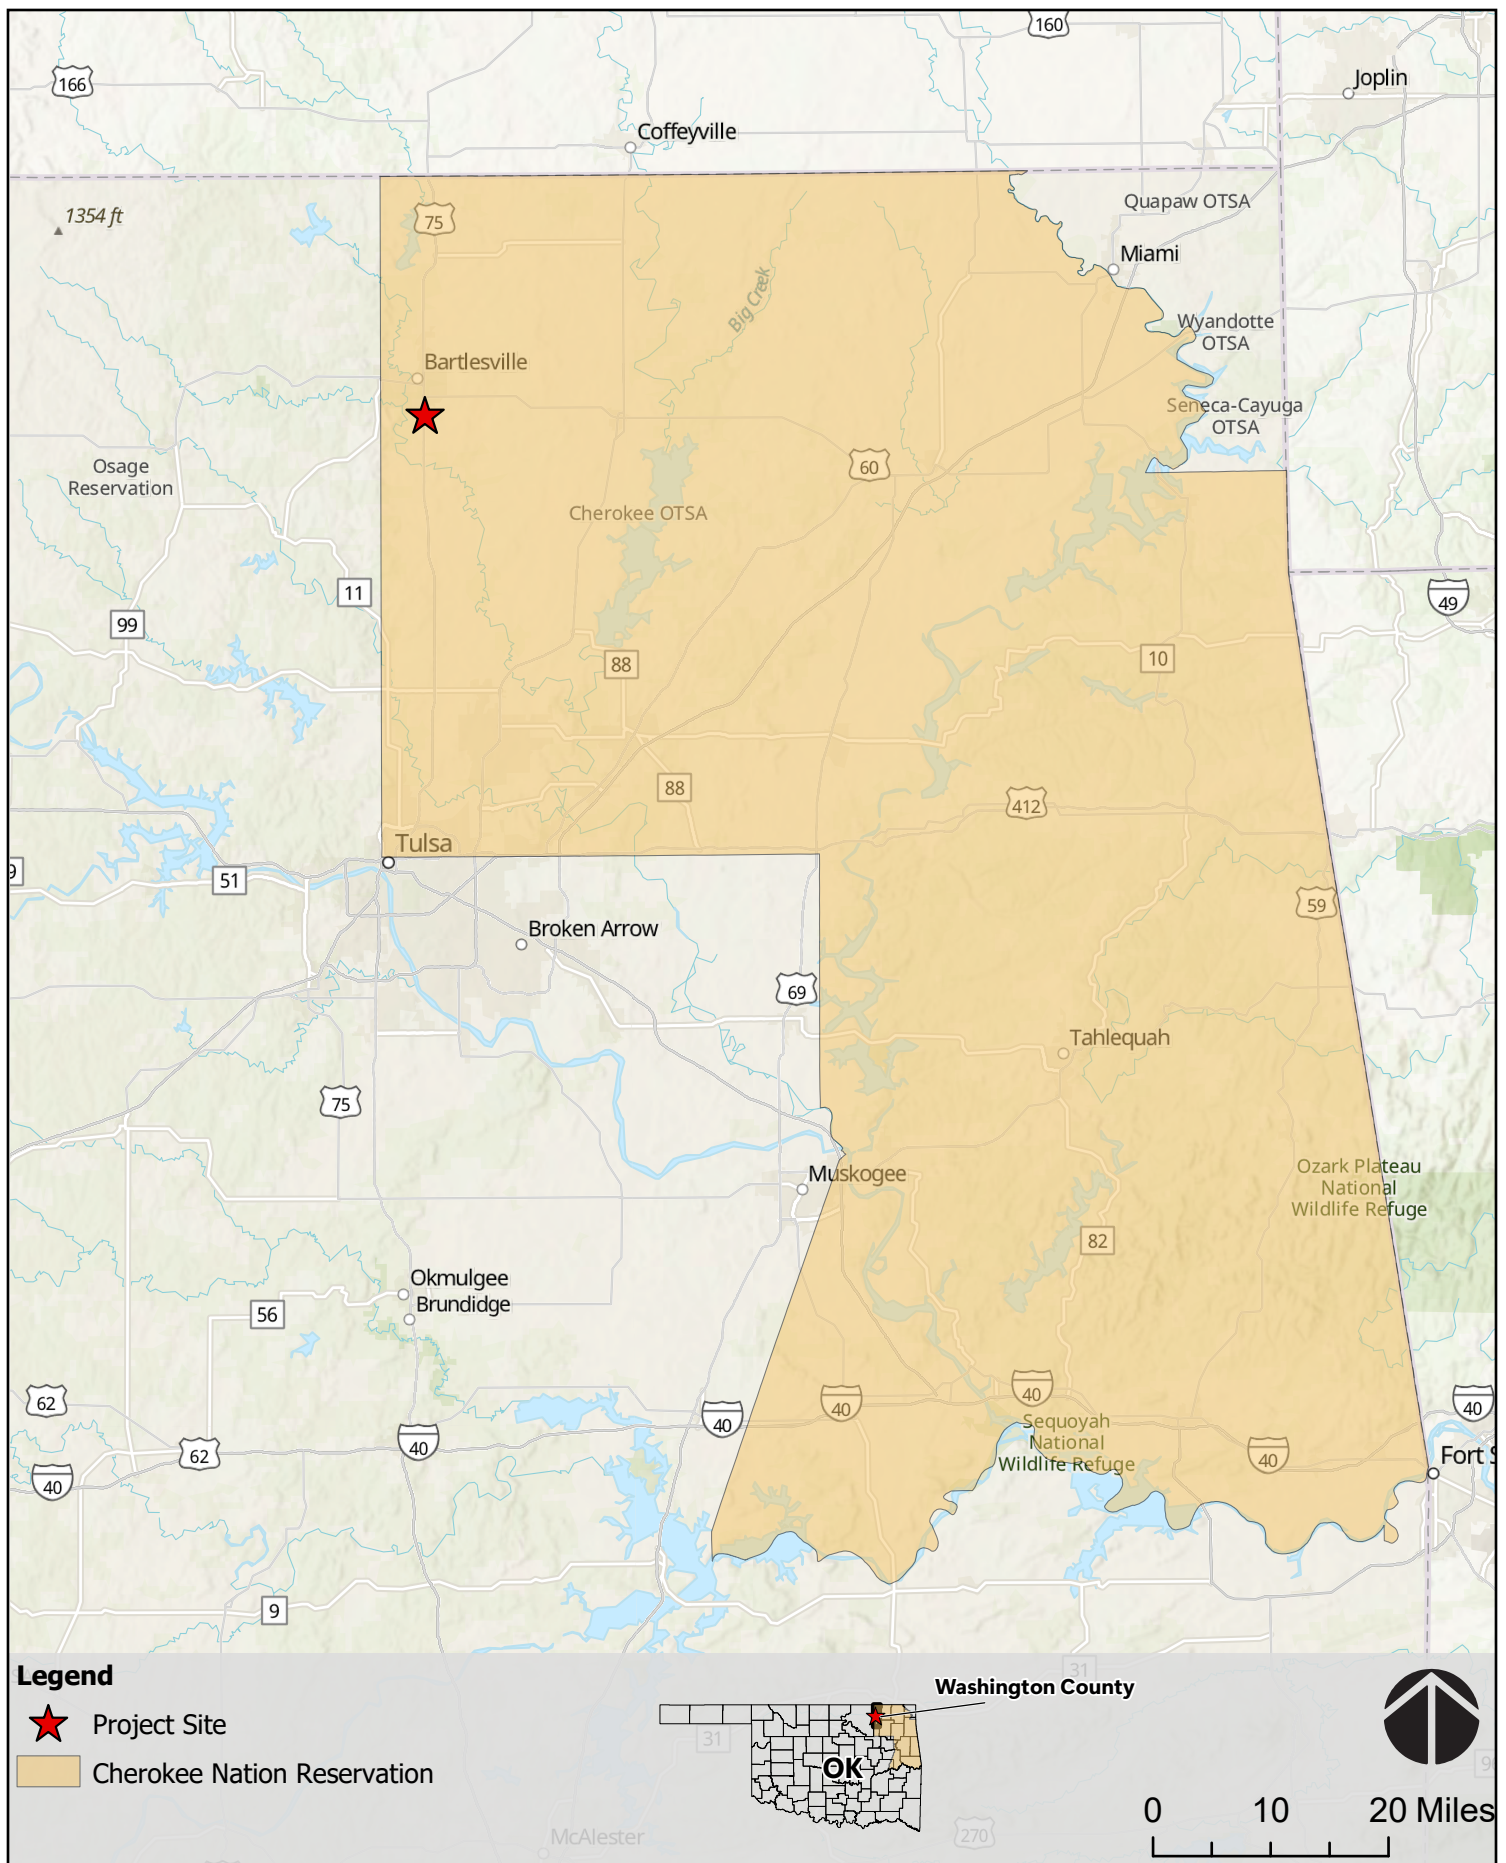 160
166
Joplin
Coffeyville
1354 ft
75
Quapaw OTSA
Miami
Big Creek
Wyandotte
OTSA
Bartlesville
Seneca-Cayuga
OTSA
Osage
Reservation
60
Cherokee OTSA
11
99
49
88
10
88
412
Tulsa
51
59
Broken Arrow
69
Tahlequah
75
Muskogee
Ozark Plateau
National
Wildlife Refuge
82
Okmulgee
Brundidge
56
62
40
40
40
40
62
40
Sequoyah
National
Wildlife Refuge
40
40
Fort S
9
Legend
Project Site
Cherokee Nation Reservation
Washington County
OK
31
31
McAlester
270
0 10 20 Miles